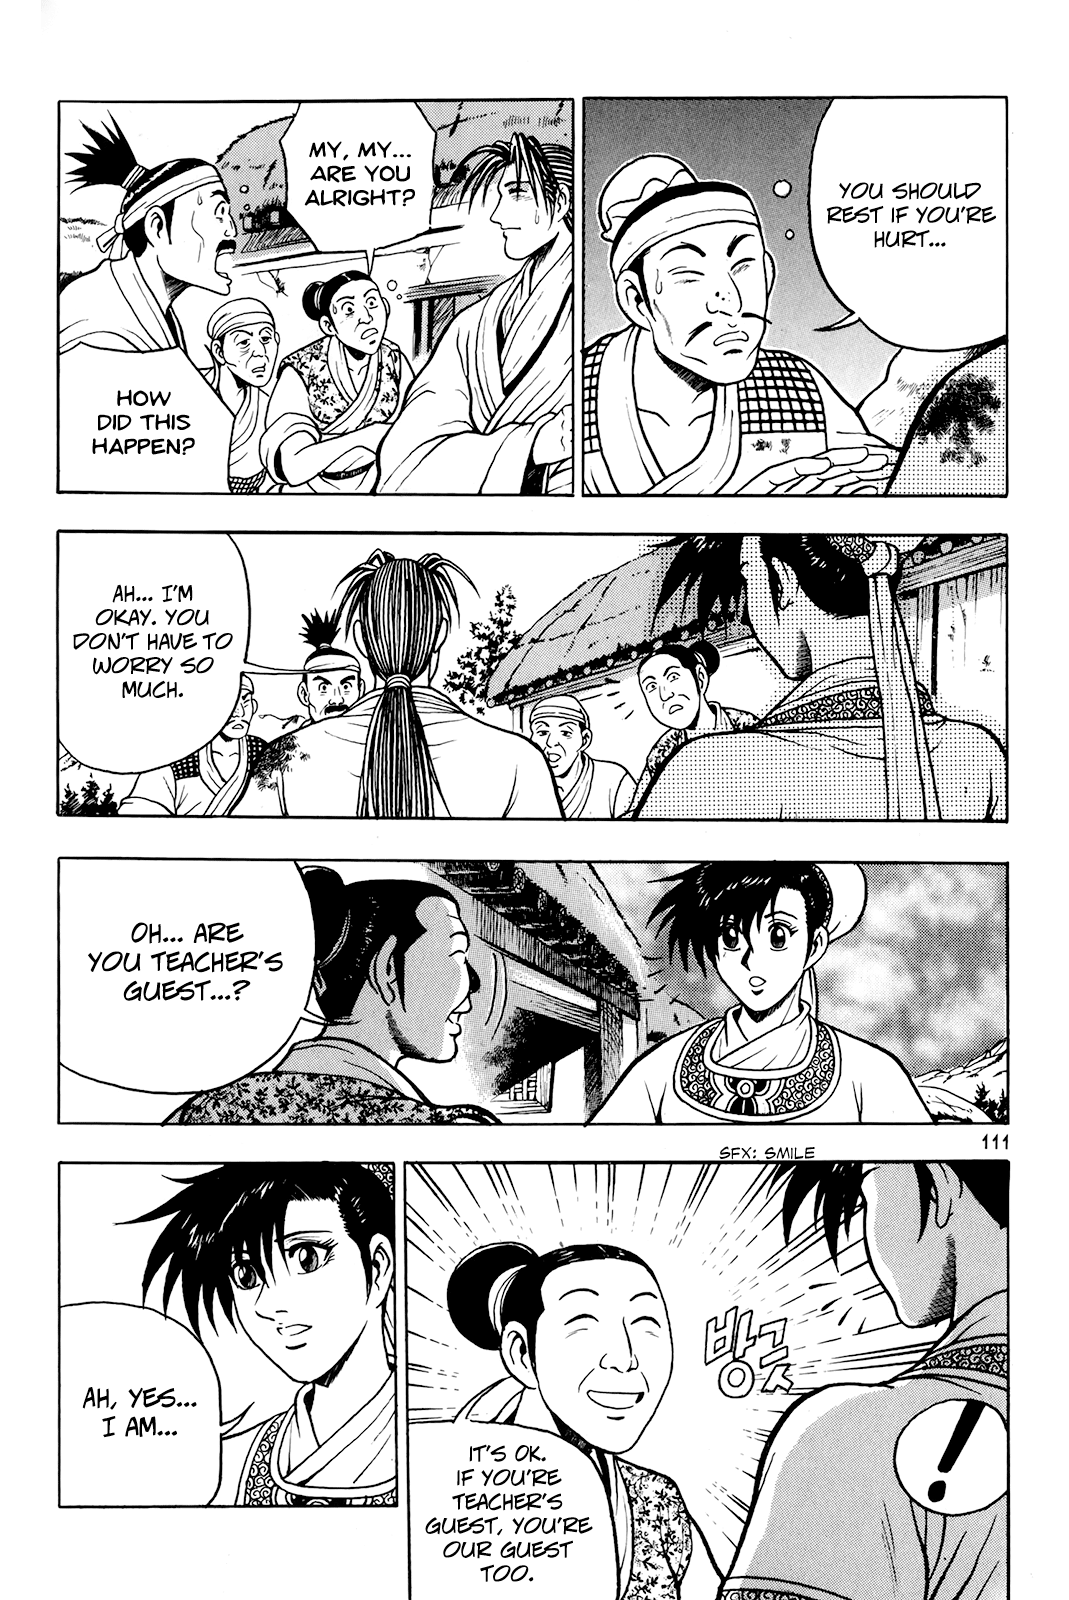 MY, MY...
ARE YOU
ALRIGHT?
HOW
DID THIS
HAPPEN?
YOU SHOULD
REST IF YOU'RE
HURT...
AH... I'M
OKAY. YOU
DON'T HAVE TO
WORRY SO
MUCH.
OH... ARE
YOU TEACHER'S
GUEST...?
111
SFX: SMILE
AH, YES...
I AM...
방긋
IT'S OK.
IF YOU'RE
TEACHER'S
GUEST, YOU'RE
OUR GUEST
TOO.
!